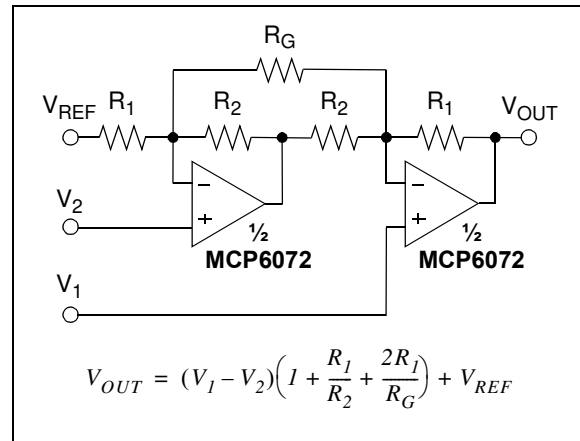 R_G
V_REF R_1 R_2 R_2 R_1 V_OUT
V_2 − + − +
½ ½
MCP6072 MCP6072
V_1
V_OUT = (V_1 – V_2)(1 + R_1/R_2 + 2R_1/R_G) + V_REF